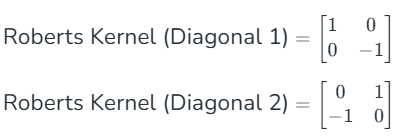 Roberts Kernel (Diagonal 1) = [1 0
0 −1]
Roberts Kernel (Diagonal 2) = [0 1
−1 0]